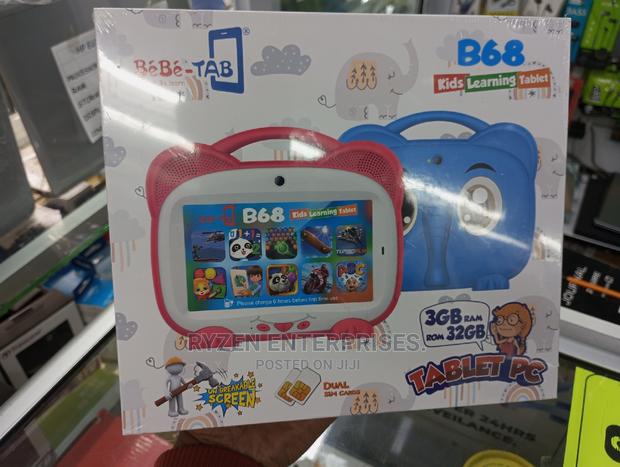 BéBé-TAB
B68
Kids Learning Tablet
B68 Kids Learning Tablet
Please charge 6 hours before first time use
3GB RAM
ROM 32GB
TABLET PC
UNBREAKABLE
SCREEN
DUAL
SIM CARDS
RYZEN ENTERPRISES.
POSTED ON JIJI
24HRS